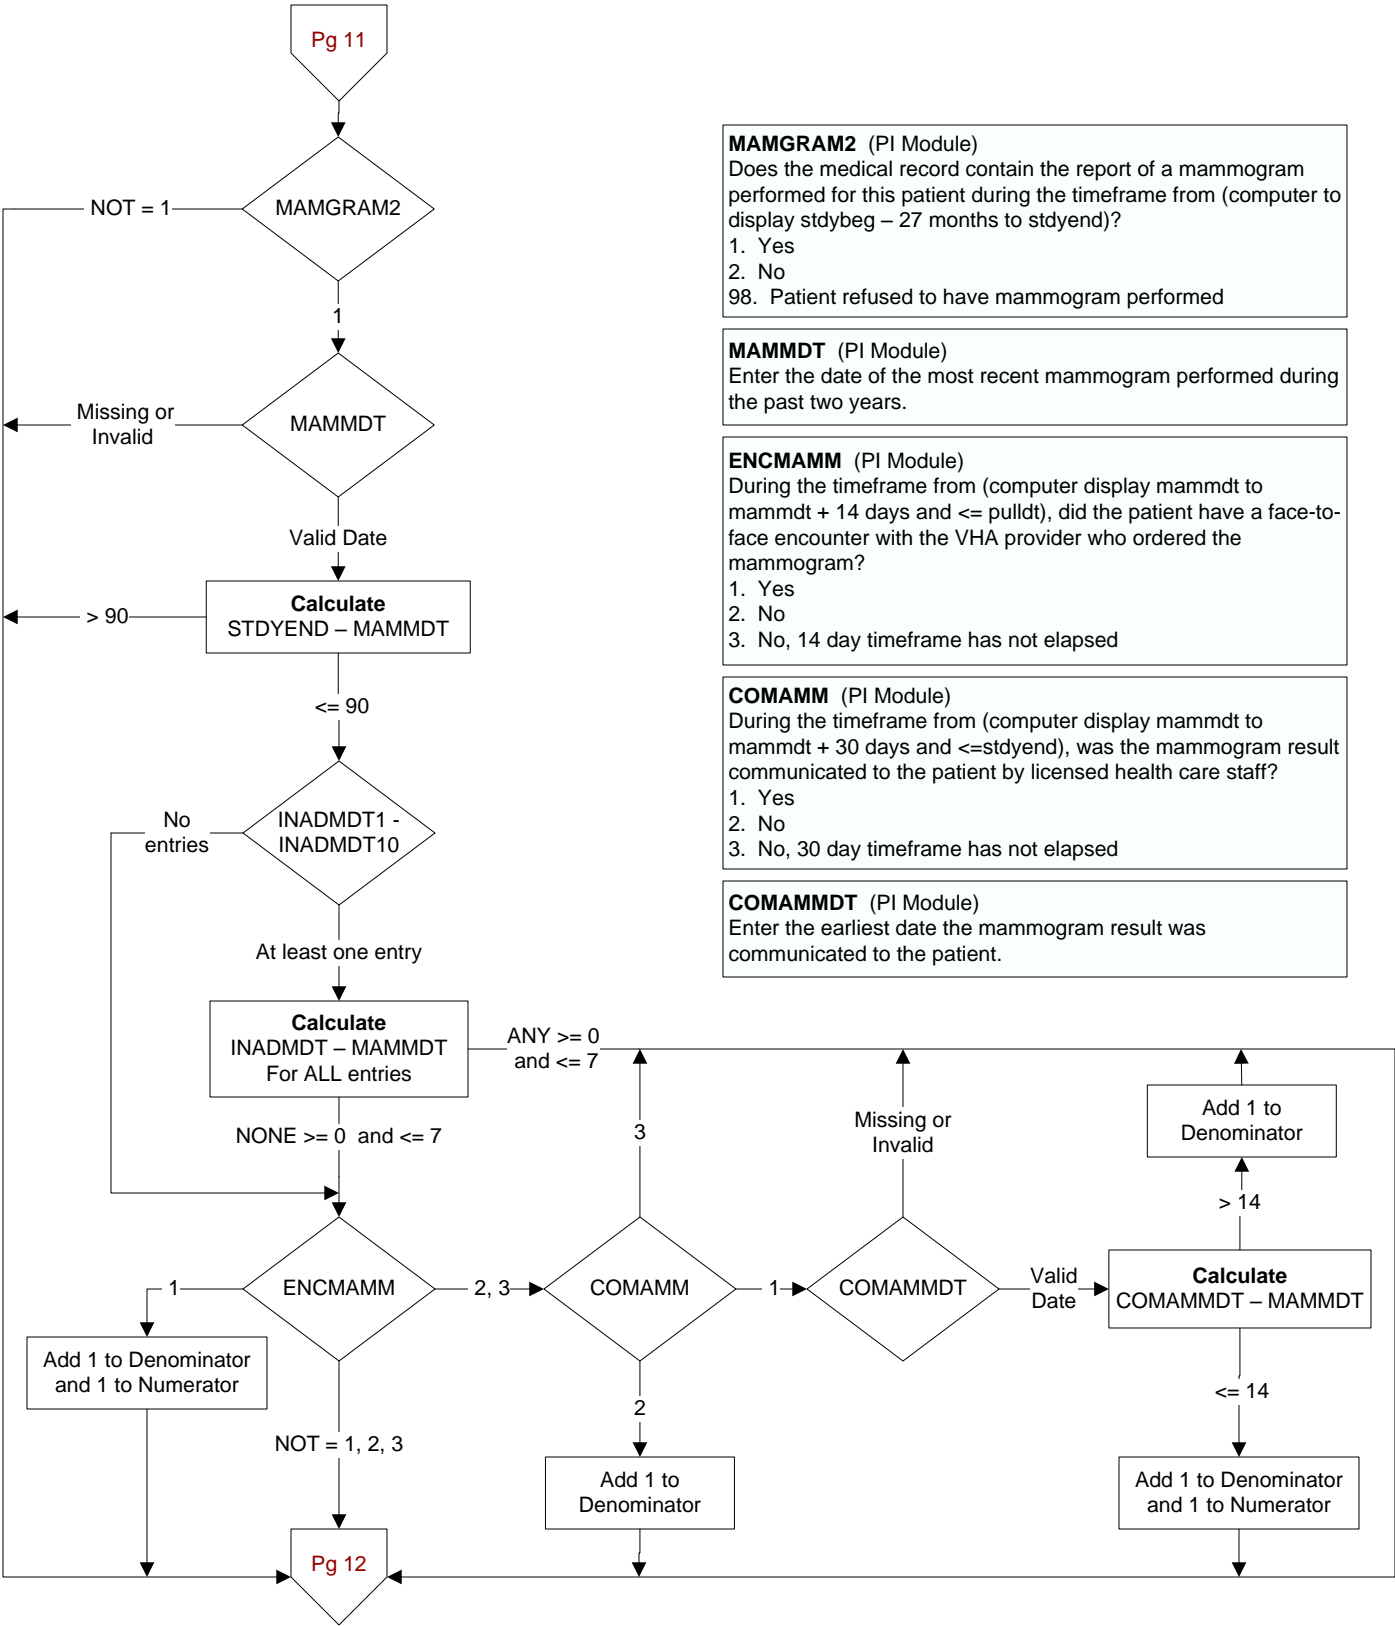 Pg 11
MAMGRAM2
NOT = 1
1
MAMMDT
Missing or
Invalid
Valid Date
Calculate
STDYEND – MAMMDT
> 90
<= 90
INADMDT1 -
INADMDT10
No
entries
At least one entry
Calculate
INADMDT – MAMMDT
For ALL entries
ANY >= 0
and <= 7
NONE >= 0  and <= 7
ENCMAMM
1
Add 1 to Denominator
and 1 to Numerator
NOT = 1, 2, 3
2, 3
COMAMM
3
2
Add 1 to
Denominator
1
COMAMMDT
Missing or
Invalid
Valid
Date
Calculate
COMAMMDT – MAMMDT
> 14
Add 1 to
Denominator
<= 14
Add 1 to Denominator
and 1 to Numerator
Pg 12
MAMGRAM2  (PI Module)
Does the medical record contain the report of a mammogram
performed for this patient during the timeframe from (computer to
display stdybeg – 27 months to stdyend)?
1.  Yes
2.  No
98.  Patient refused to have mammogram performed
MAMMDT  (PI Module)
Enter the date of the most recent mammogram performed during
the past two years.
ENCMAMM  (PI Module)
During the timeframe from (computer display mammdt to
mammdt + 14 days and <= pulldt), did the patient have a face-to-
face encounter with the VHA provider who ordered the
mammogram?
1.  Yes
2.  No
3.  No, 14 day timeframe has not elapsed
COMAMM  (PI Module)
During the timeframe from (computer display mammdt to
mammdt + 30 days and <=stdyend), was the mammogram result
communicated to the patient by licensed health care staff?
1.  Yes
2.  No
3.  No, 30 day timeframe has not elapsed
COMAMMDT  (PI Module)
Enter the earliest date the mammogram result was
communicated to the patient.